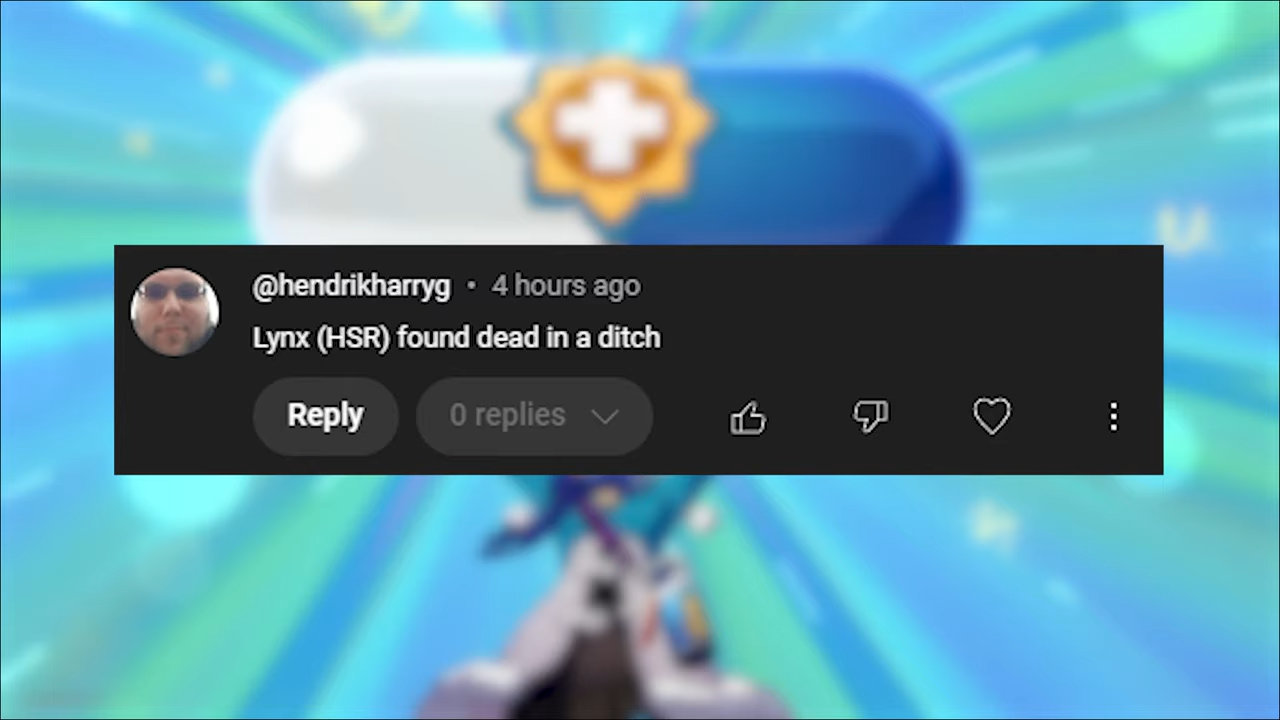 @hendrikharryg • 4 hours ago
Lynx (HSR) found dead in a ditch
Reply 0 replies